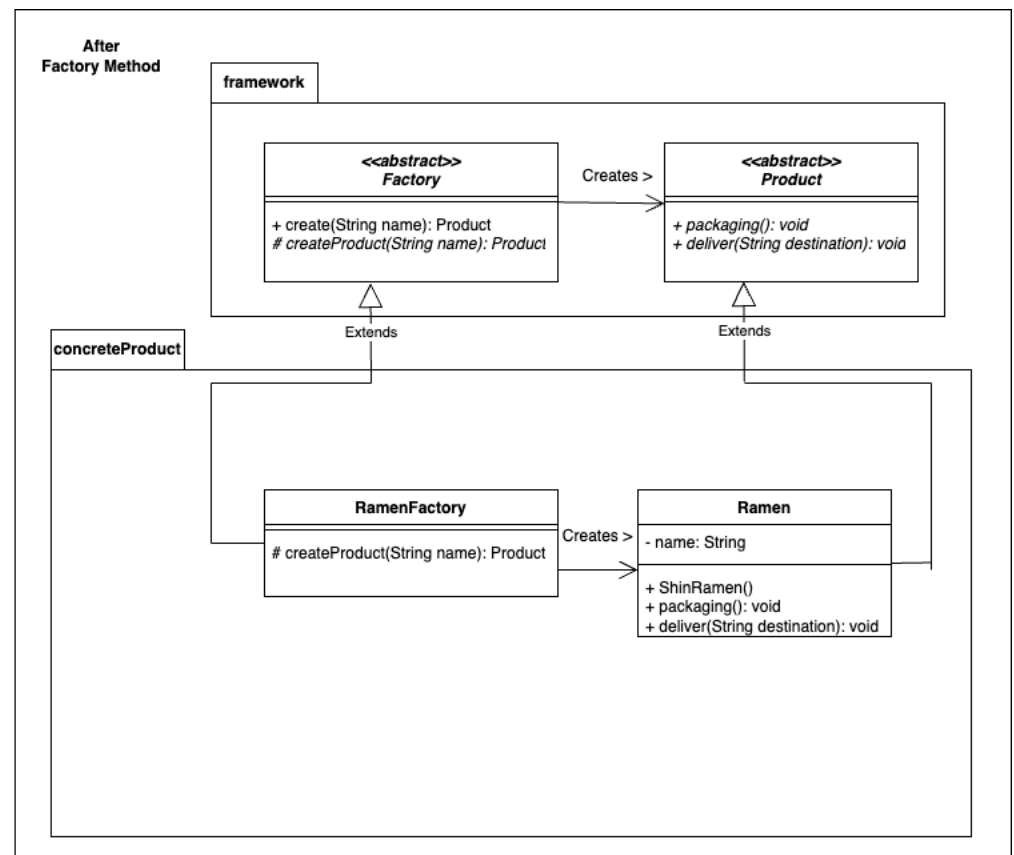 After
Factory Method
framework
<<abstract>>
Factory
+ create(String name): Product
# createProduct(String name): Product
Creates >
<<abstract>>
Product
+ packaging(): void
+ deliver(String destination): void
Extends
Extends
concreteProduct
RamenFactory
# createProduct(String name): Product
Creates >
Ramen
- name: String
+ ShinRamen()
+ packaging(): void
+ deliver(String destination): void